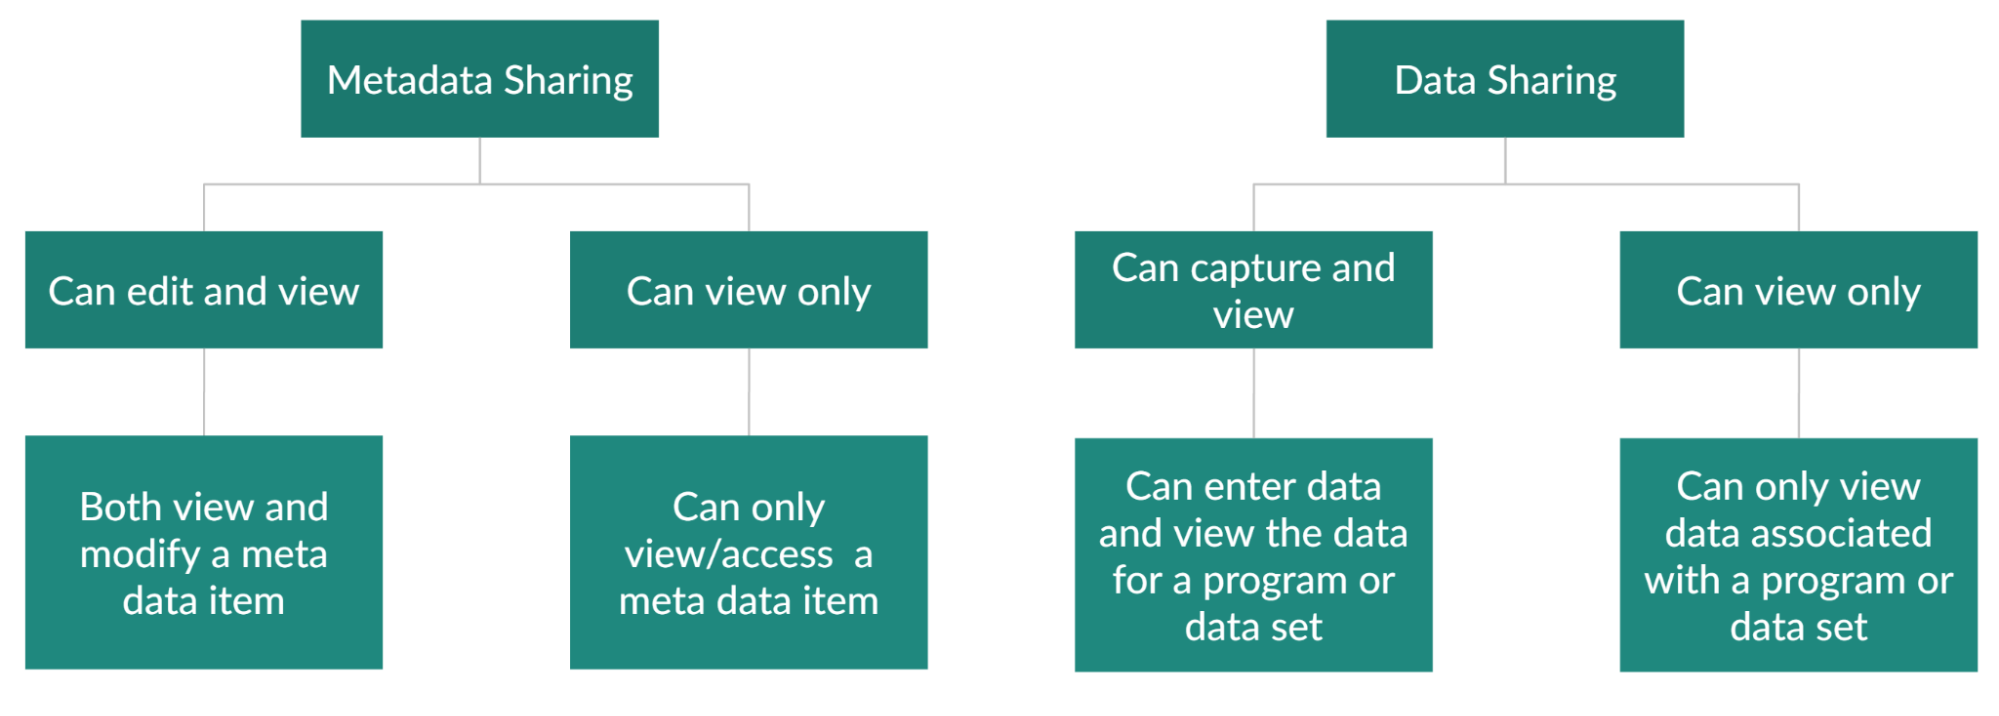 Metadata Sharing
Can edit and view
Both view and
modify a meta
data item
Can view only
Can only
view/access  a
meta data item
Data Sharing
Can capture and
view
Can enter data
and view the data
for a program or
data set
Can view only
Can only view
data associated
with a program or
data set